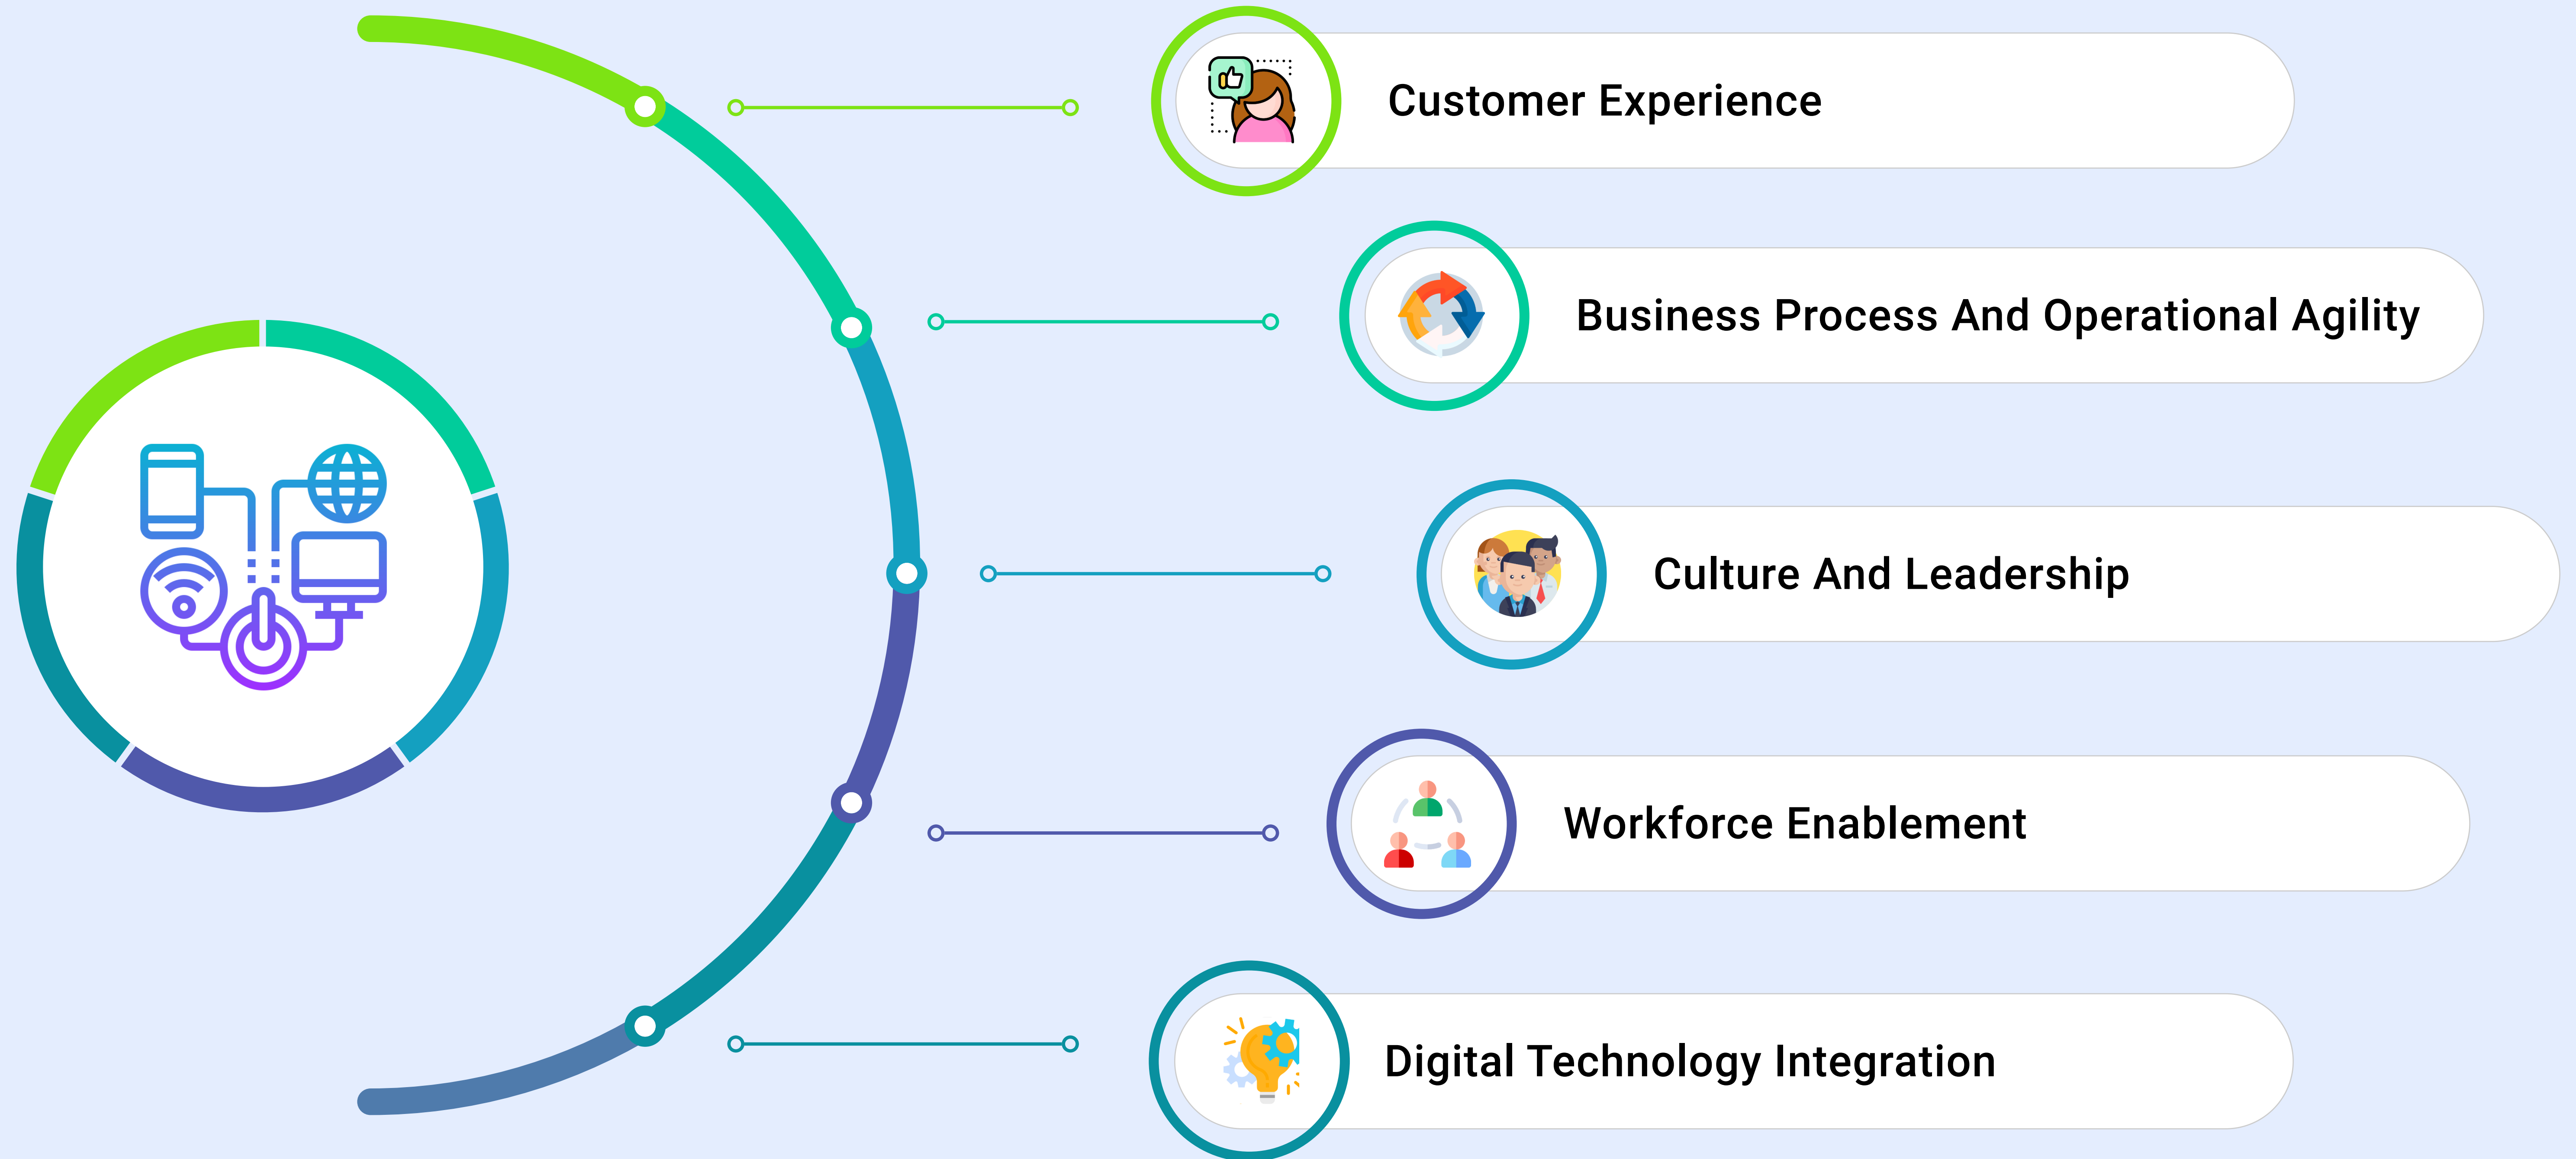 Customer Experience
Business Process And Operational Agility
Culture And Leadership
Workforce Enablement
Digital Technology Integration